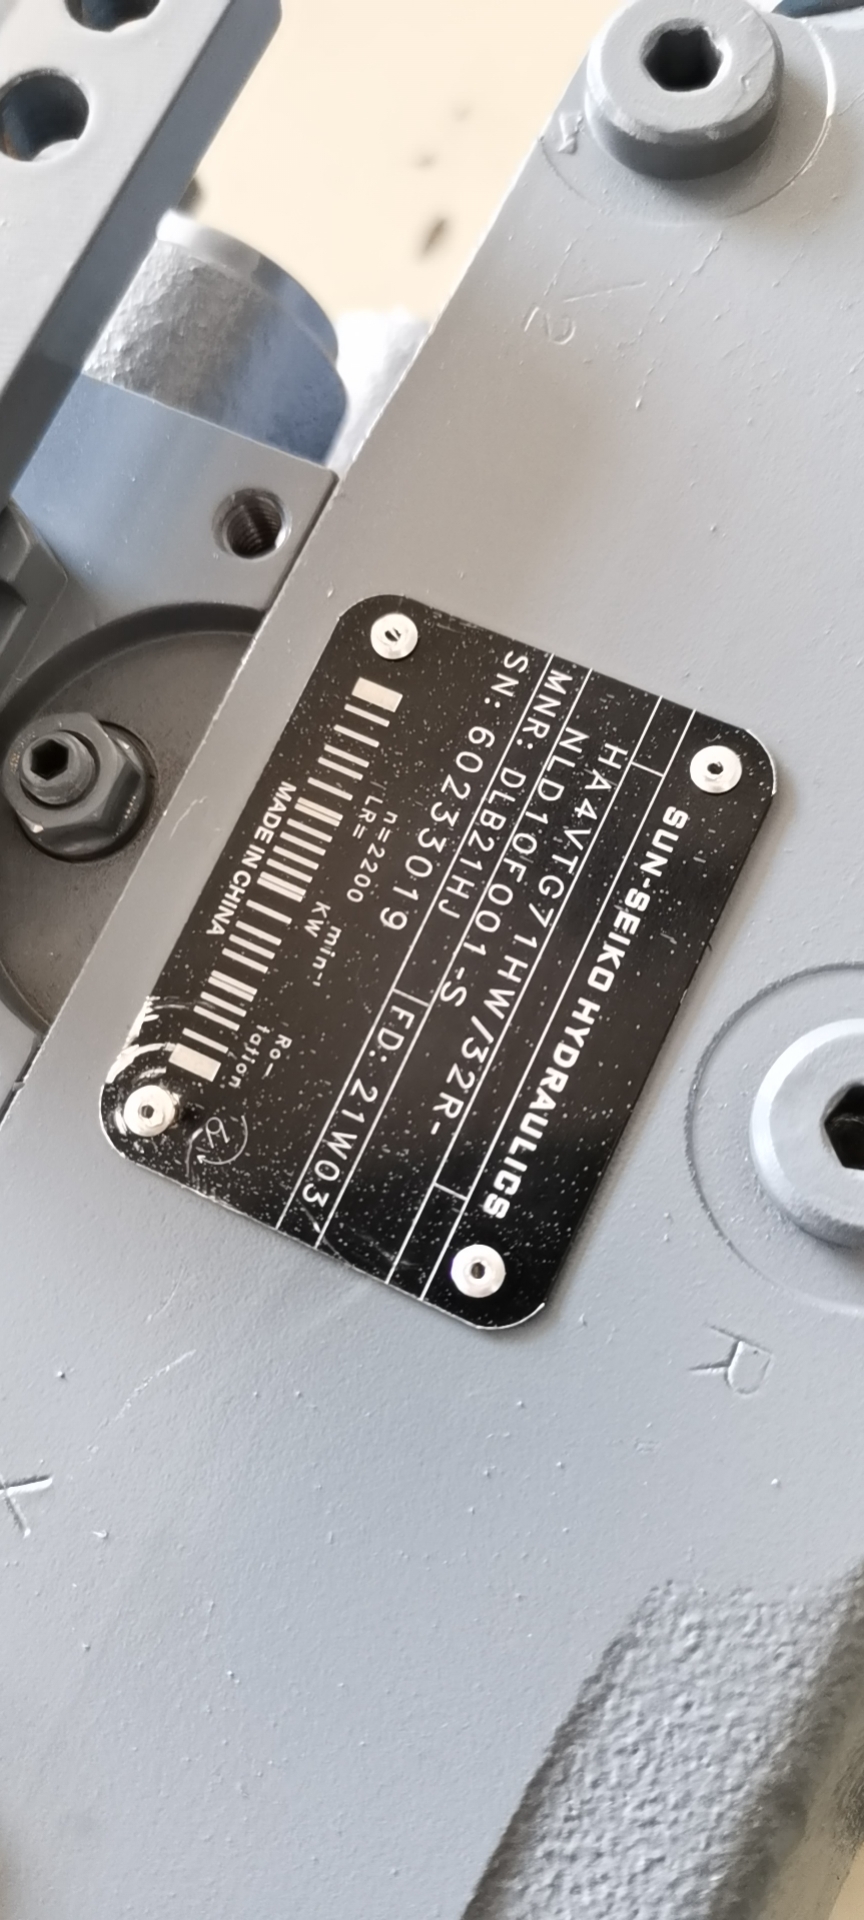 SUN-SEIKO HYDRAULICS
HA4VTG71HW/32R-
NLD10F001-S
MNR: DLB21HJ
FD: 21W03
SN: 60233019
n=2200 min⁻¹
LR= KW
Ro-
tation
MADE IN CHINA
R
X